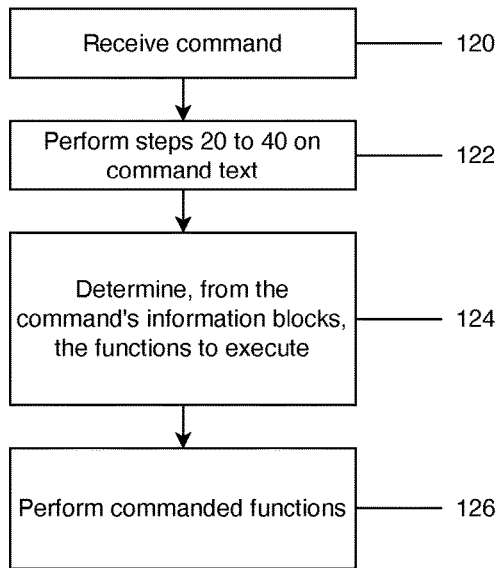 Receive command
120
Perform steps 20 to 40 on
command text
122
Determine, from the
command's information blocks,
the functions to execute
124
Perform commanded functions
126